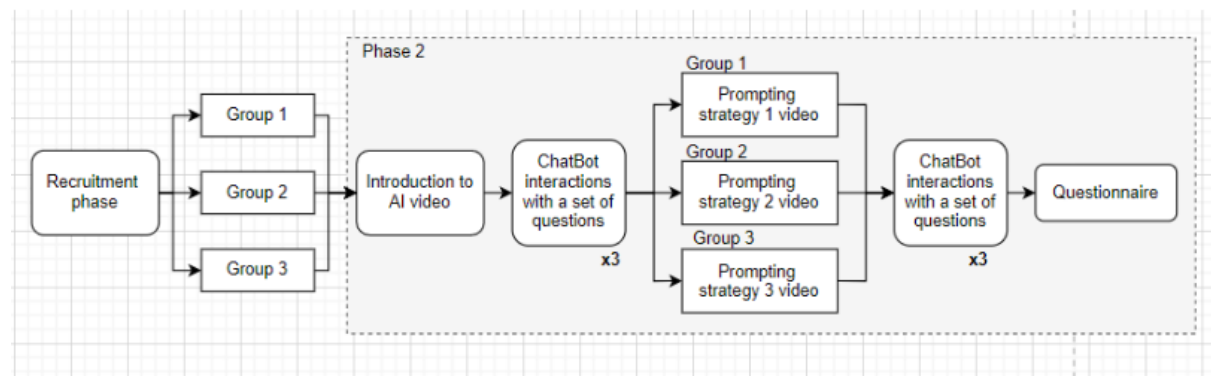 Phase 2
Recruitment
phase
Group 1
Group 2
Group 3
Introduction to
AI video
ChatBot
interactions
with a set of
questions
x3
Group 1
Prompting
strategy 1 video
Group 2
Prompting
strategy 2 video
Group 3
Prompting
strategy 3 video
ChatBot
interactions
with a set of
questions
x3
Questionnaire